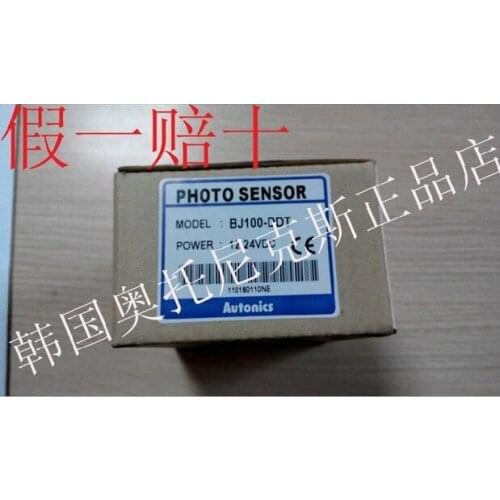 假一赔十
PHOTO SENSOR
MODEL : BJ100-DDT
POWER : 12-24VDC
CE
110160110NE
Autonics
韩国奥托尼克斯正品店